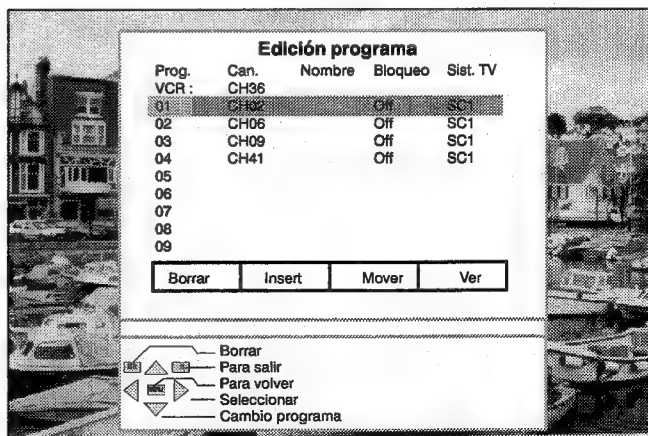 Edición programa
Prog. Can. Nombre Bloqueo Sist. TV
VCR : CH36
01 CH02 Off SC1
02 CH06 Off SC1
03 CH09 Off SC1
04 CH41 Off SC1
05
06
07
08
09
Borrar Insert Mover Ver
Borrar
Para salir
Para volver
Seleccionar
Cambio programa